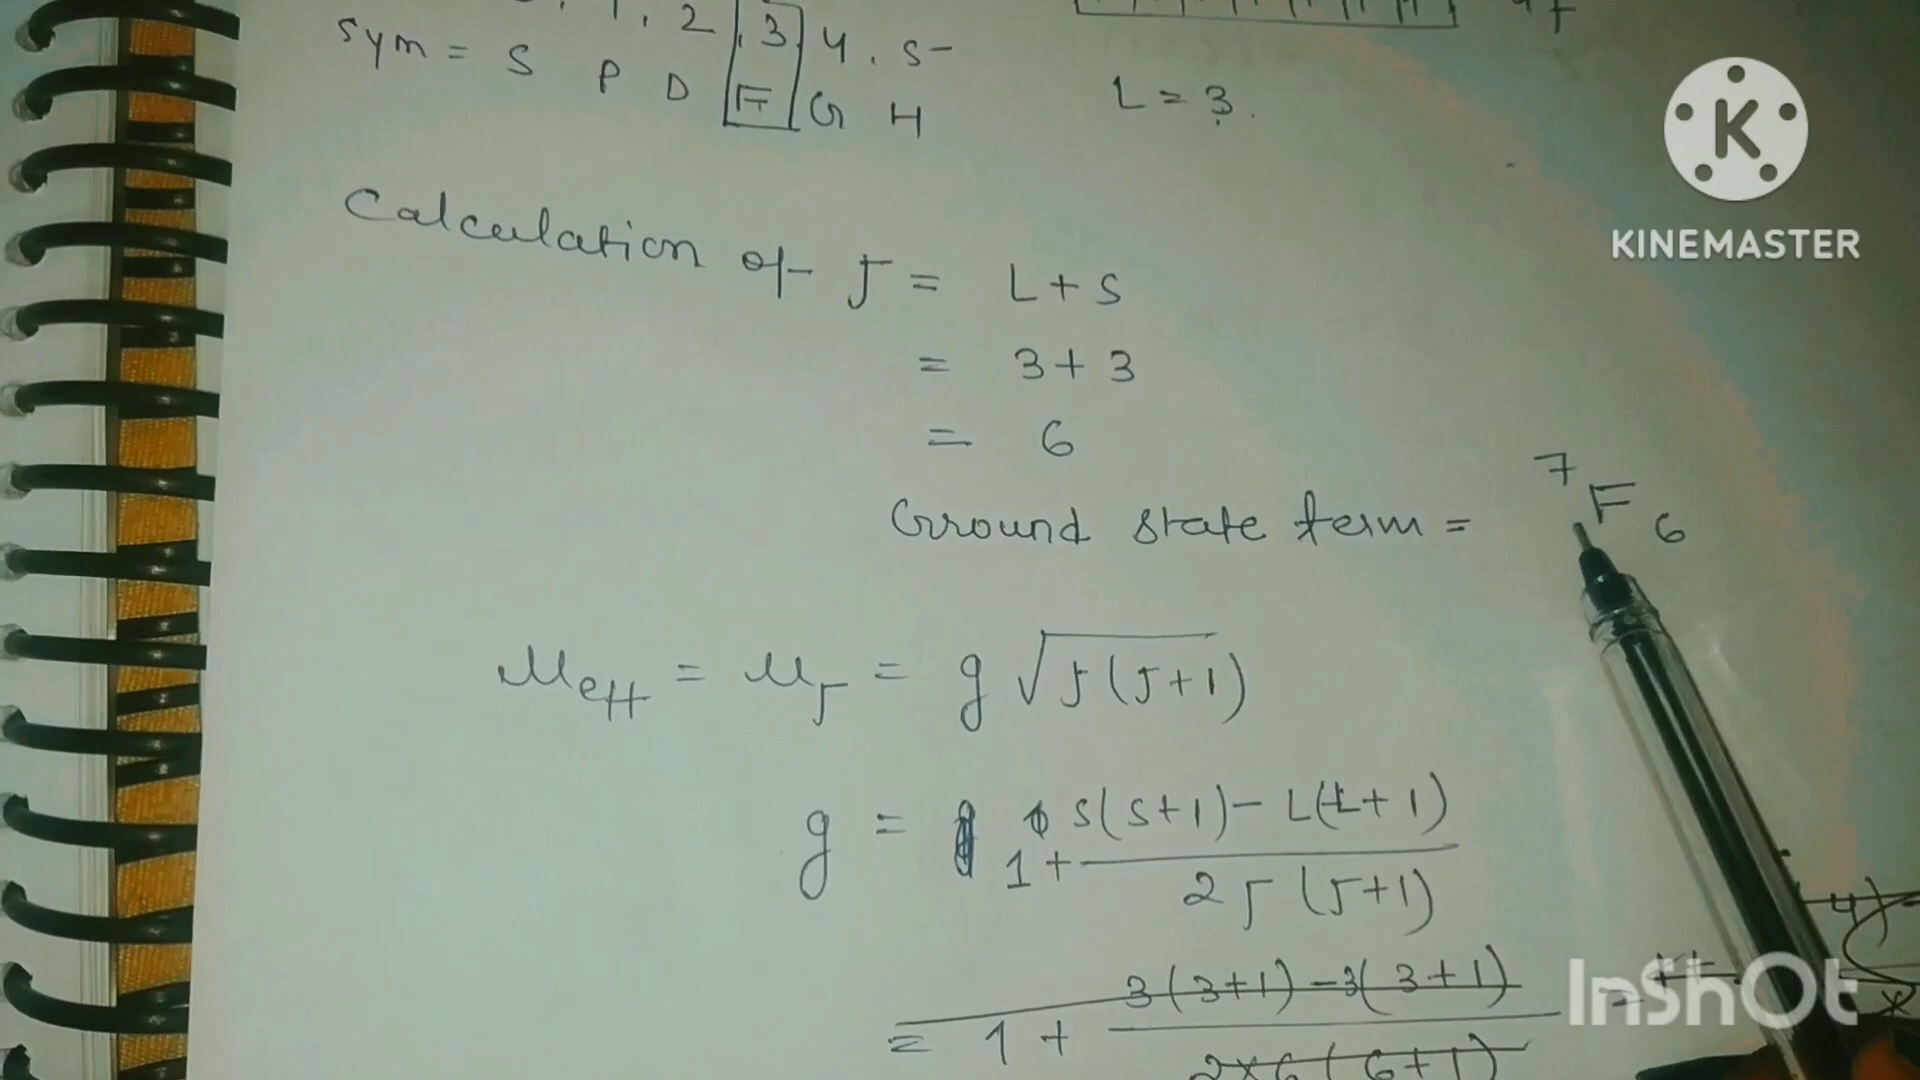 1, 2, 3, 4, 5-
Sym = S P D F G H
L = 3.
Calculation of J = L + S
= 3 + 3
= 6
Ground state term = ⁷F₆
μeff = μJ = g √J(J+1)
g = 1 + S(S+1) - L(L+1)
2J(J+1)
= 1 + 3(3+1) - 3(3+1)
2×6(6+1)
K
KINEMASTER
InShOt